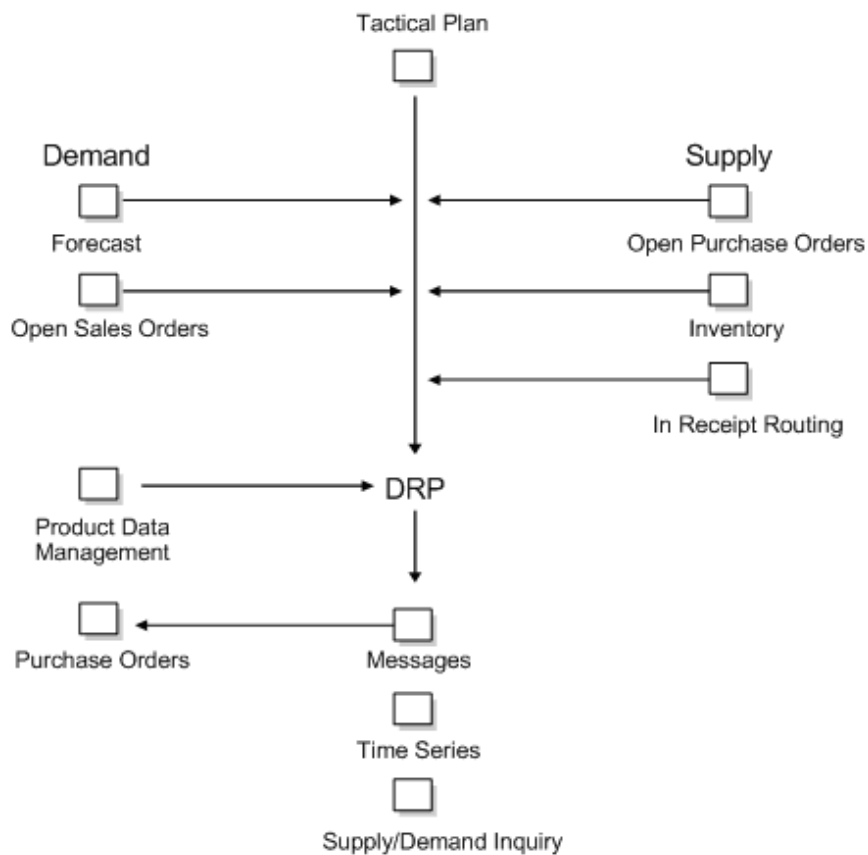 Tactical Plan
Demand
Supply
Forecast
Open Purchase Orders
Open Sales Orders
Inventory
In Receipt Routing
DRP
Product Data
Management
Purchase Orders
Messages
Time Series
Supply/Demand Inquiry